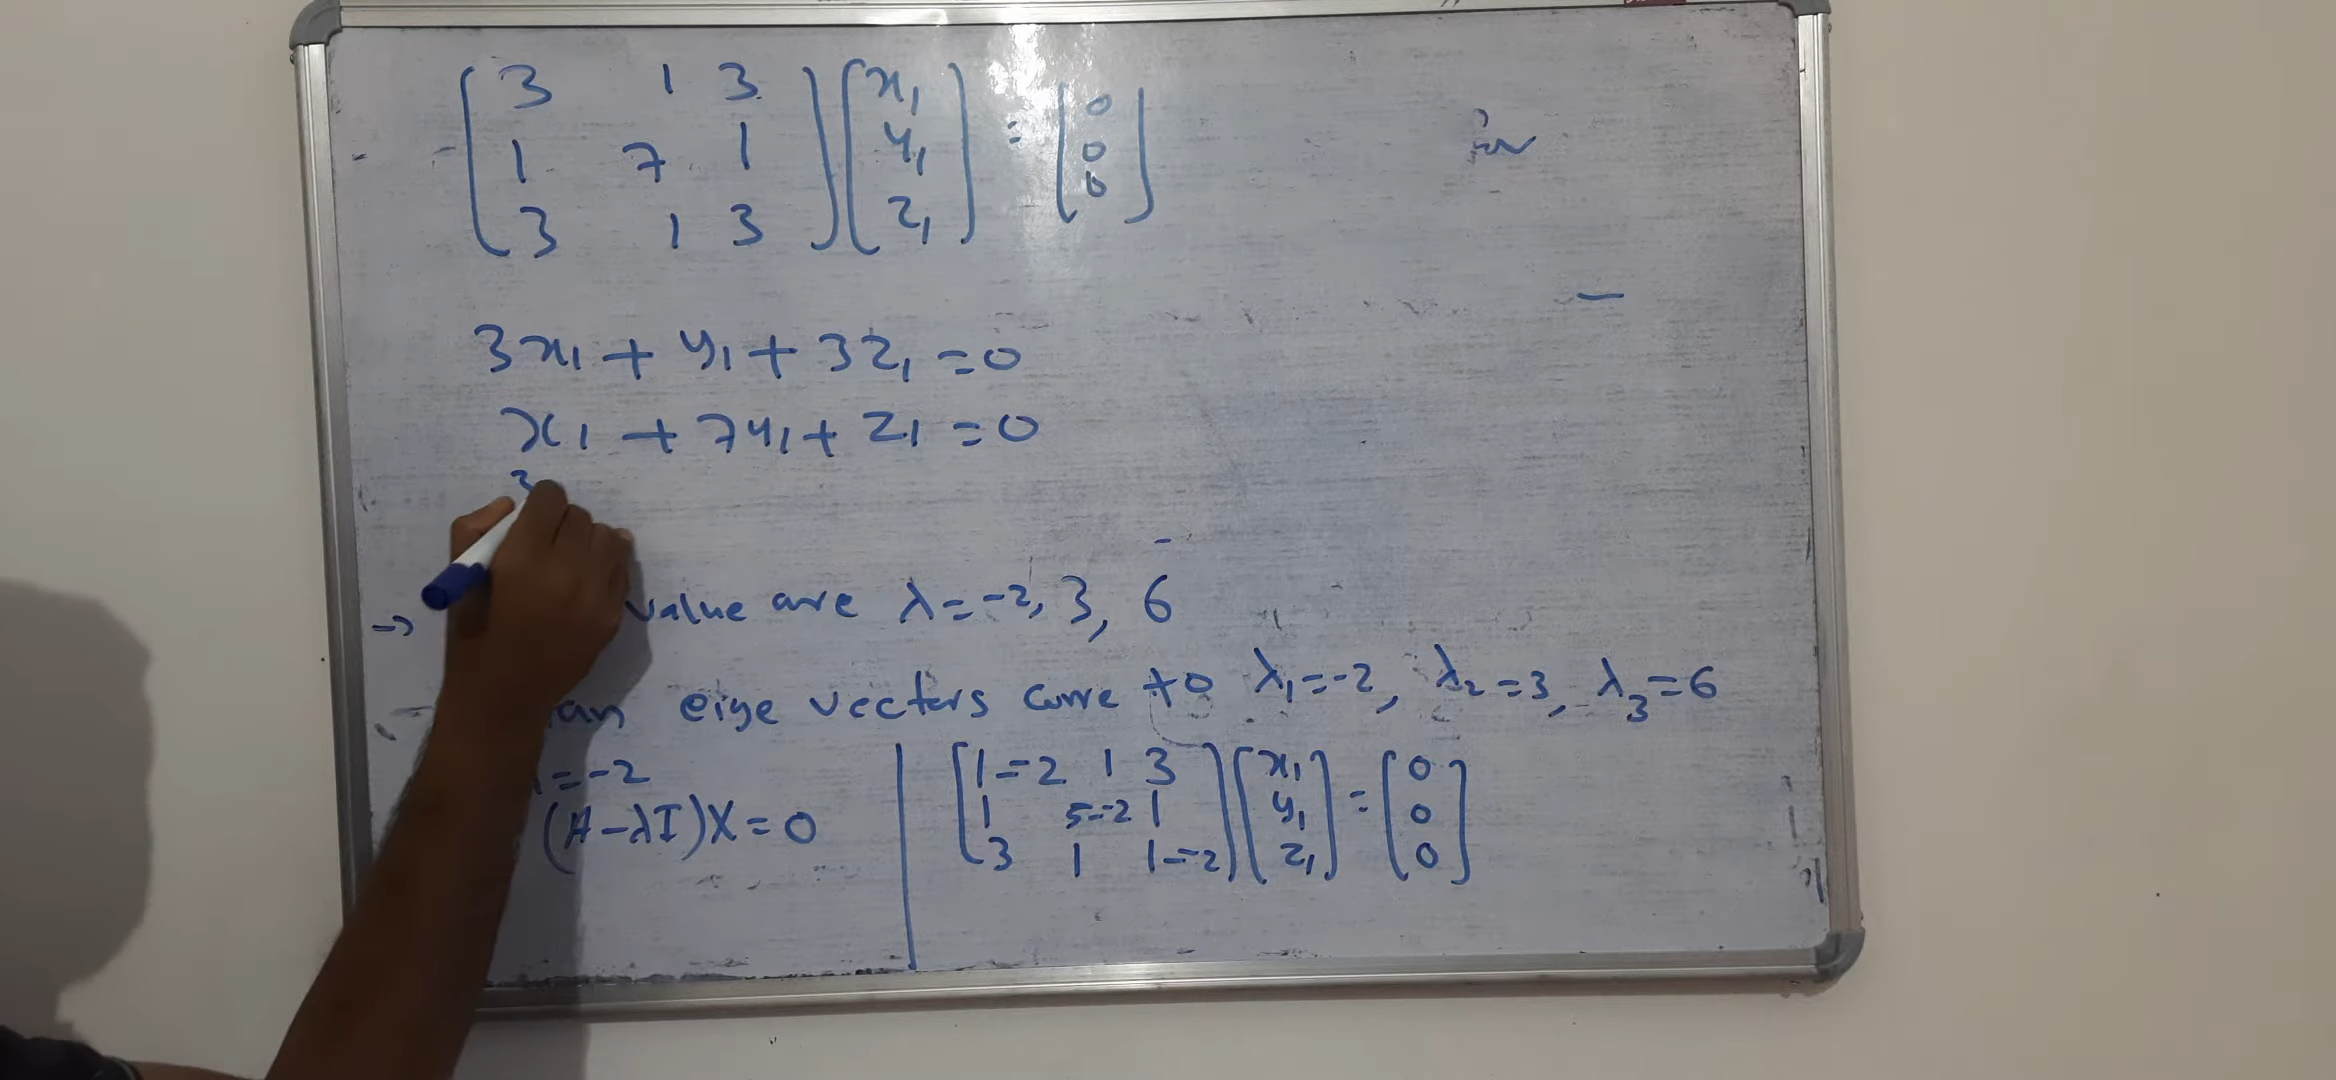 [3 1 3] [x₁] = [0]
[1 7 1] [y₁] [0]
[3 1 3] [z₁] [0]
for
3x₁ + y₁ + 3z₁ = 0
x₁ + 7y₁ + z₁ = 0
3
→ value are λ = -2, 3, 6
eige vectors corre to λ₁ = -2, λ₂ = 3, λ₃ = 6
λ = -2
(A - λI)X = 0
[1--2 1 3] [x₁] = [0]
[1 5--2 1] [y₁] [0]
[3 1 1--2] [z₁] [0]